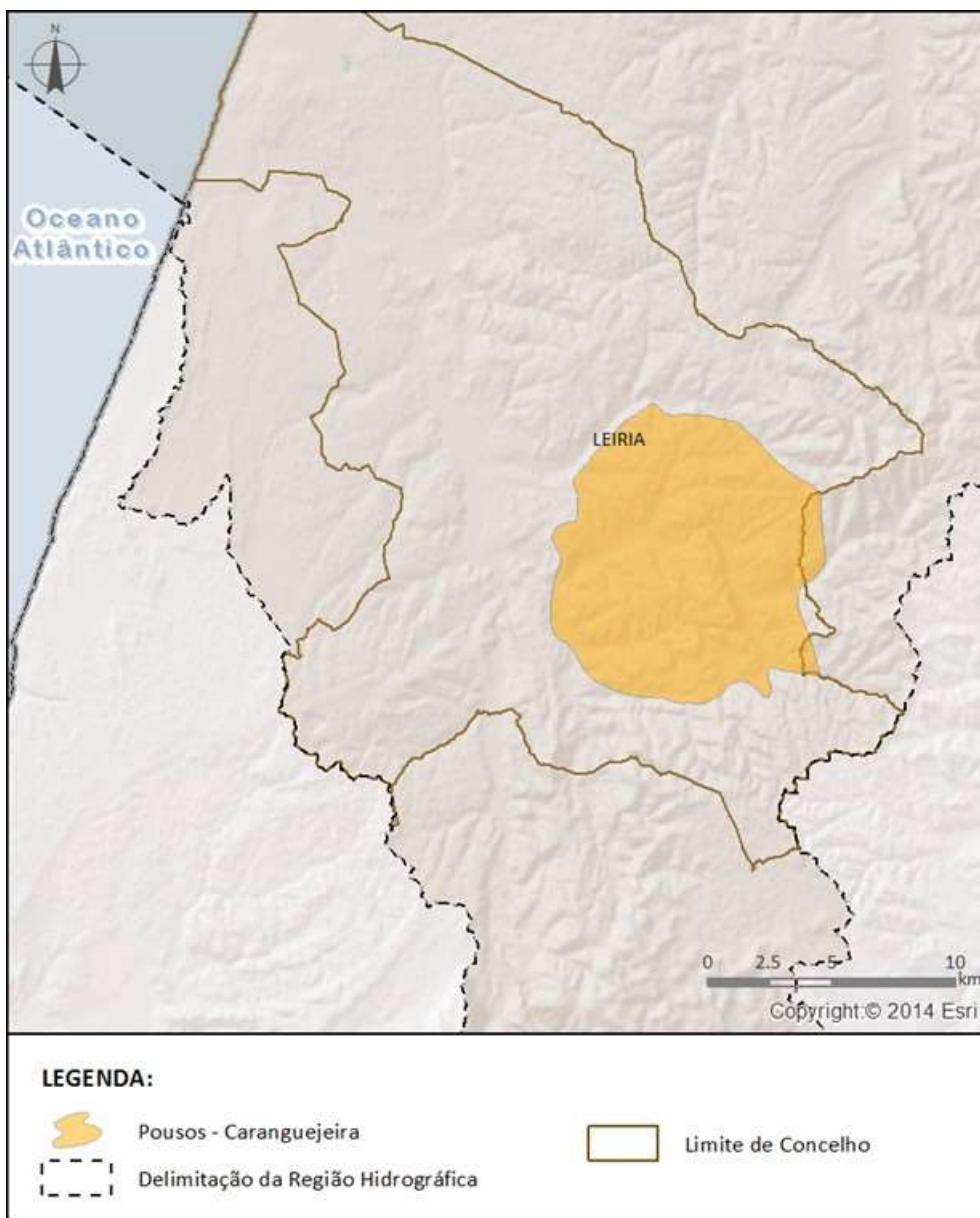 N
Oceano
Atlântico
LEIRIA
0 2.5 5 10
km
Copyright:© 2014 Esri
LEGENDA:
Pousos - Caranguejeira
Limite de Concelho
Delimitação da Região Hidrográfica